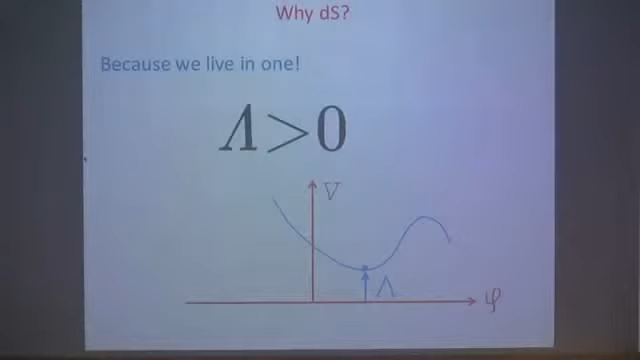 Why dS?
Because we live in one!
Λ>0
V
Λ
φ